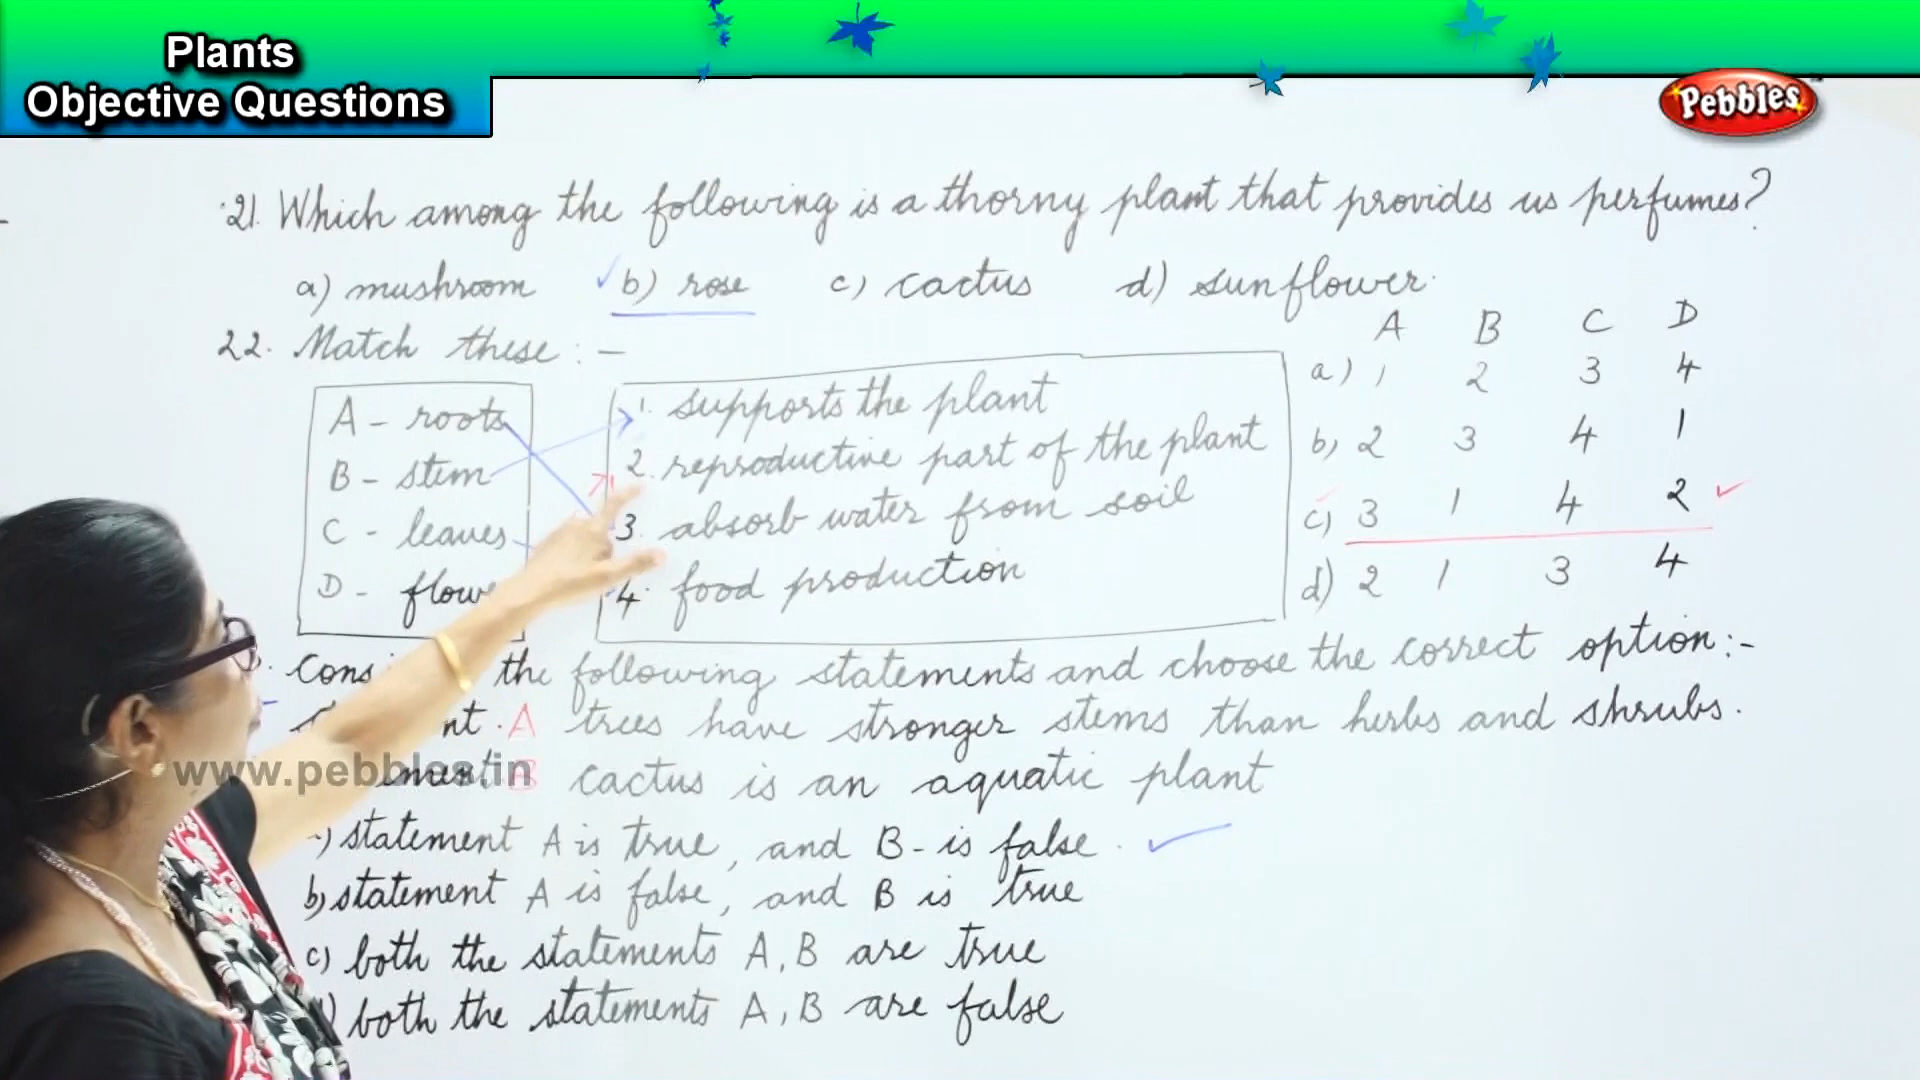 Plants
Objective Questions
Pebbles
21. Which among the following is a thorny plant that provides us perfumes?
a) mushroom b) rose c) cactus d) sunflower
22. Match these :-
A - roots
B - stem
C - leaves
D - flowe
1. supports the plant
2. reproductive part of the plant
3. absorb water from soil
4. food production
A B C D
a) 1 2 3 4
b) 2 3 4 1
c) 3 1 4 2
d) 2 1 3 4
Cons the following statements and choose the correct option :-
nt. A trees have stronger stems than herbs and shrubs.
ment B cactus is an aquatic plant
www.pebbles.in
) statement A is true, and B - is false.
b) statement A is false, and B is true
c) both the statements A, B are true
) both the statements A, B are false